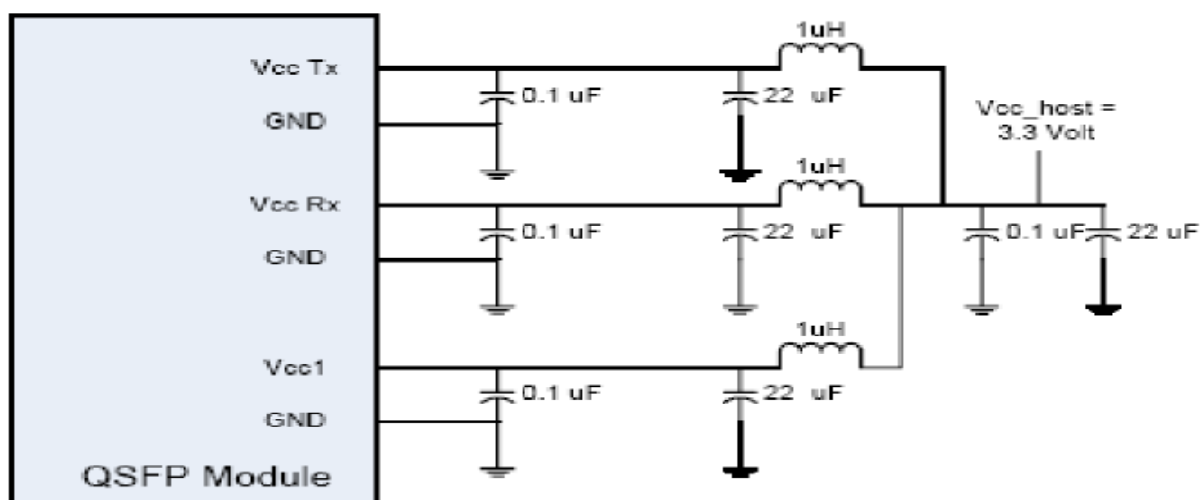 1uH
Vcc Tx
0.1 uF
22 uF
GND
Vcc_host =
3.3 Volt
1uH
Vcc Rx
0.1 uF
22 uF
0.1 uF
22 uF
GND
1uH
Vcc1
0.1 uF
22 uF
GND
QSFP Module